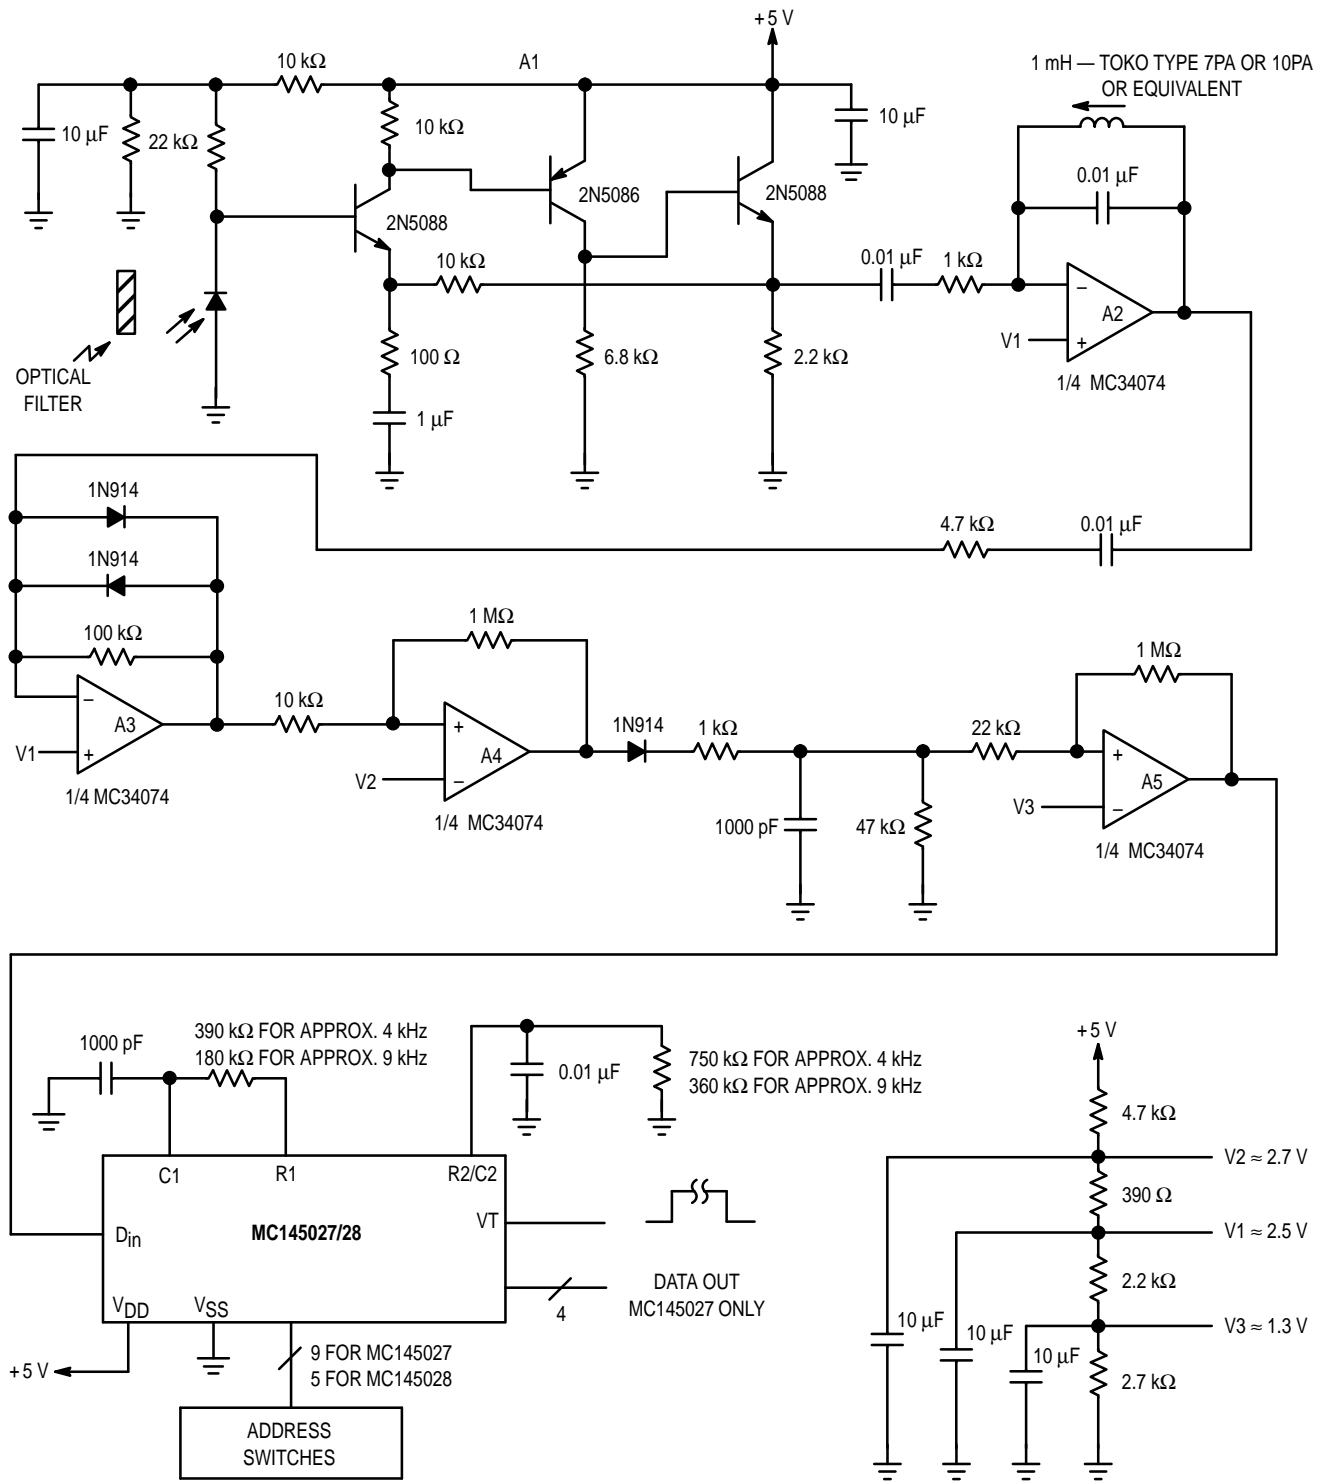 +5 V
10 kΩ
A1
1 mH — TOKO TYPE 7PA OR 10PA
OR EQUIVALENT
10 µF
22 kΩ
10 kΩ
10 µF
0.01 µF
2N5088
2N5086
2N5088
10 kΩ
0.01 µF
1 kΩ
–
A2
V1
+
1/4 MC34074
OPTICAL
FILTER
100 Ω
6.8 kΩ
2.2 kΩ
1 µF
1N914
4.7 kΩ
0.01 µF
1N914
100 kΩ
1 MΩ
1 MΩ
–
A3
V1
+
1/4 MC34074
10 kΩ
+
A4
V2
–
1/4 MC34074
1N914
1 kΩ
22 kΩ
1000 pF
47 kΩ
+
A5
V3
–
1/4 MC34074
1000 pF
390 kΩ FOR APPROX. 4 kHz
180 kΩ FOR APPROX. 9 kHz
0.01 µF
750 kΩ FOR APPROX. 4 kHz
360 kΩ FOR APPROX. 9 kHz
C1
R1
R2/C2
Din
MC145027/28
VT
VDD
VSS
4
DATA OUT
MC145027 ONLY
+5 V
9 FOR MC145027
5 FOR MC145028
ADDRESS
SWITCHES
+5 V
4.7 kΩ
V2 ≈ 2.7 V
390 Ω
V1 ≈ 2.5 V
2.2 kΩ
V3 ≈ 1.3 V
10 µF
10 µF
10 µF
2.7 kΩ